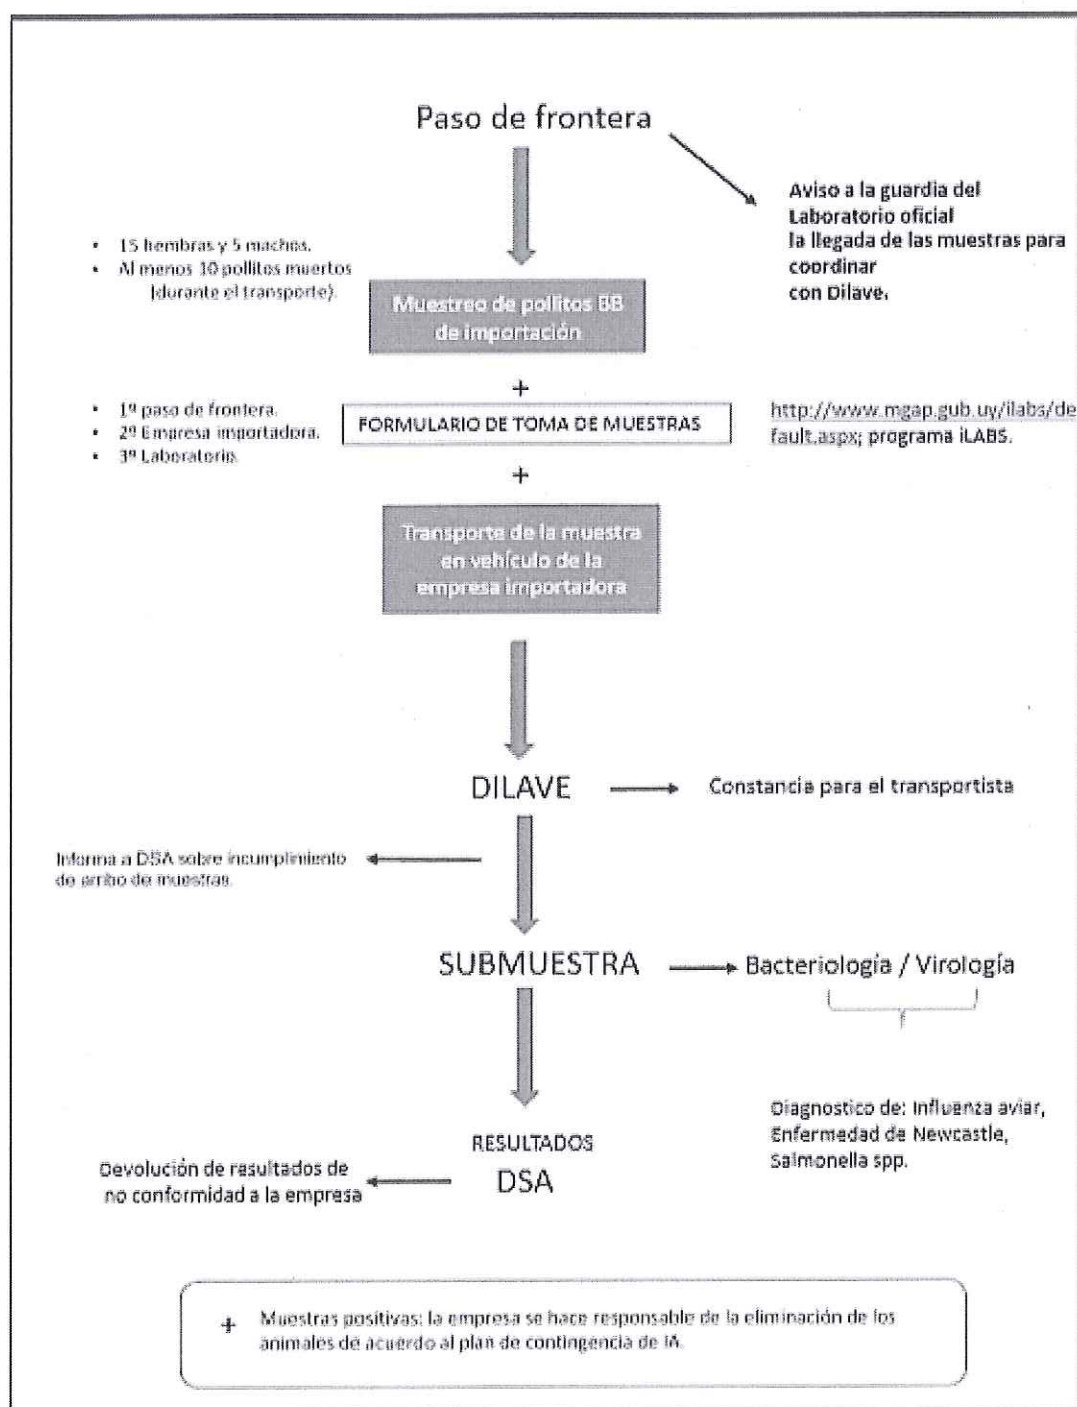 Paso de frontera
Aviso a la guardia del
Laboratorio oficial
la llegada de las muestras para
coordinar
con Dilave.
• 15 hembras y 5 machos.
• Al menos 10 pollitos muertos
(durante el transporte).
Muestreo de pollitos BB
de importación
+
• 1º paso de frontera.
• 2º Empresa importadora.
• 3º Laboratorio.
FORMULARIO DE TOMA DE MUESTRAS
http://www.mgap.gub.uy/ilabs/de
fault.aspx; programa iLABS.
+
Transporte de la muestra
en vehículo de la
empresa importadora
DILAVE
Constancia para el transportista
Informa a DSA sobre incumplimiento
de arribo de muestras.
SUBMUESTRA
Bacteriología / Virología
Diagnostico de: Influenza aviar,
Enfermedad de Newcastle,
Salmonella spp.
RESULTADOS
DSA
Devolución de resultados de
no conformidad a la empresa
+ Muestras positivas: la empresa se hace responsable de la eliminación de los
animales de acuerdo al plan de contingencia de IA.